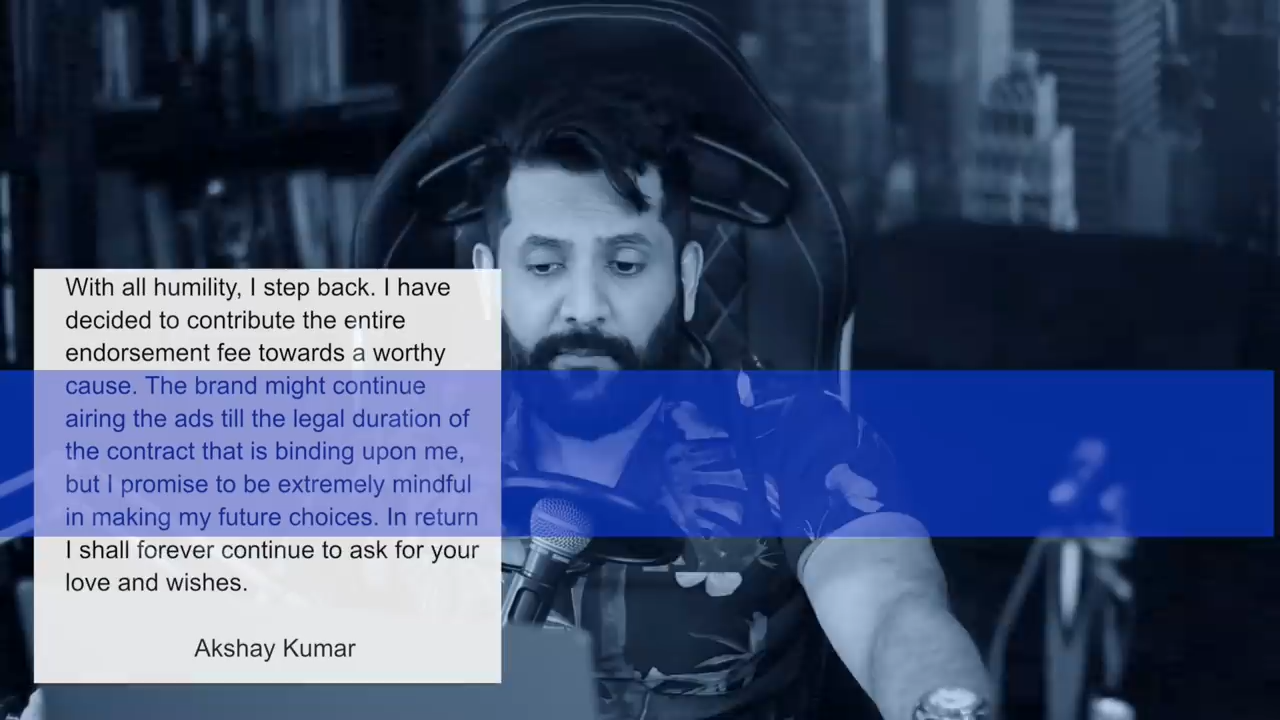 With all humility, I step back. I have
decided to contribute the entire
endorsement fee towards a worthy
cause. The brand might continue
airing the ads till the legal duration of
the contract that is binding upon me,
but I promise to be extremely mindful
in making my future choices. In return
I shall forever continue to ask for your
love and wishes.
Akshay Kumar